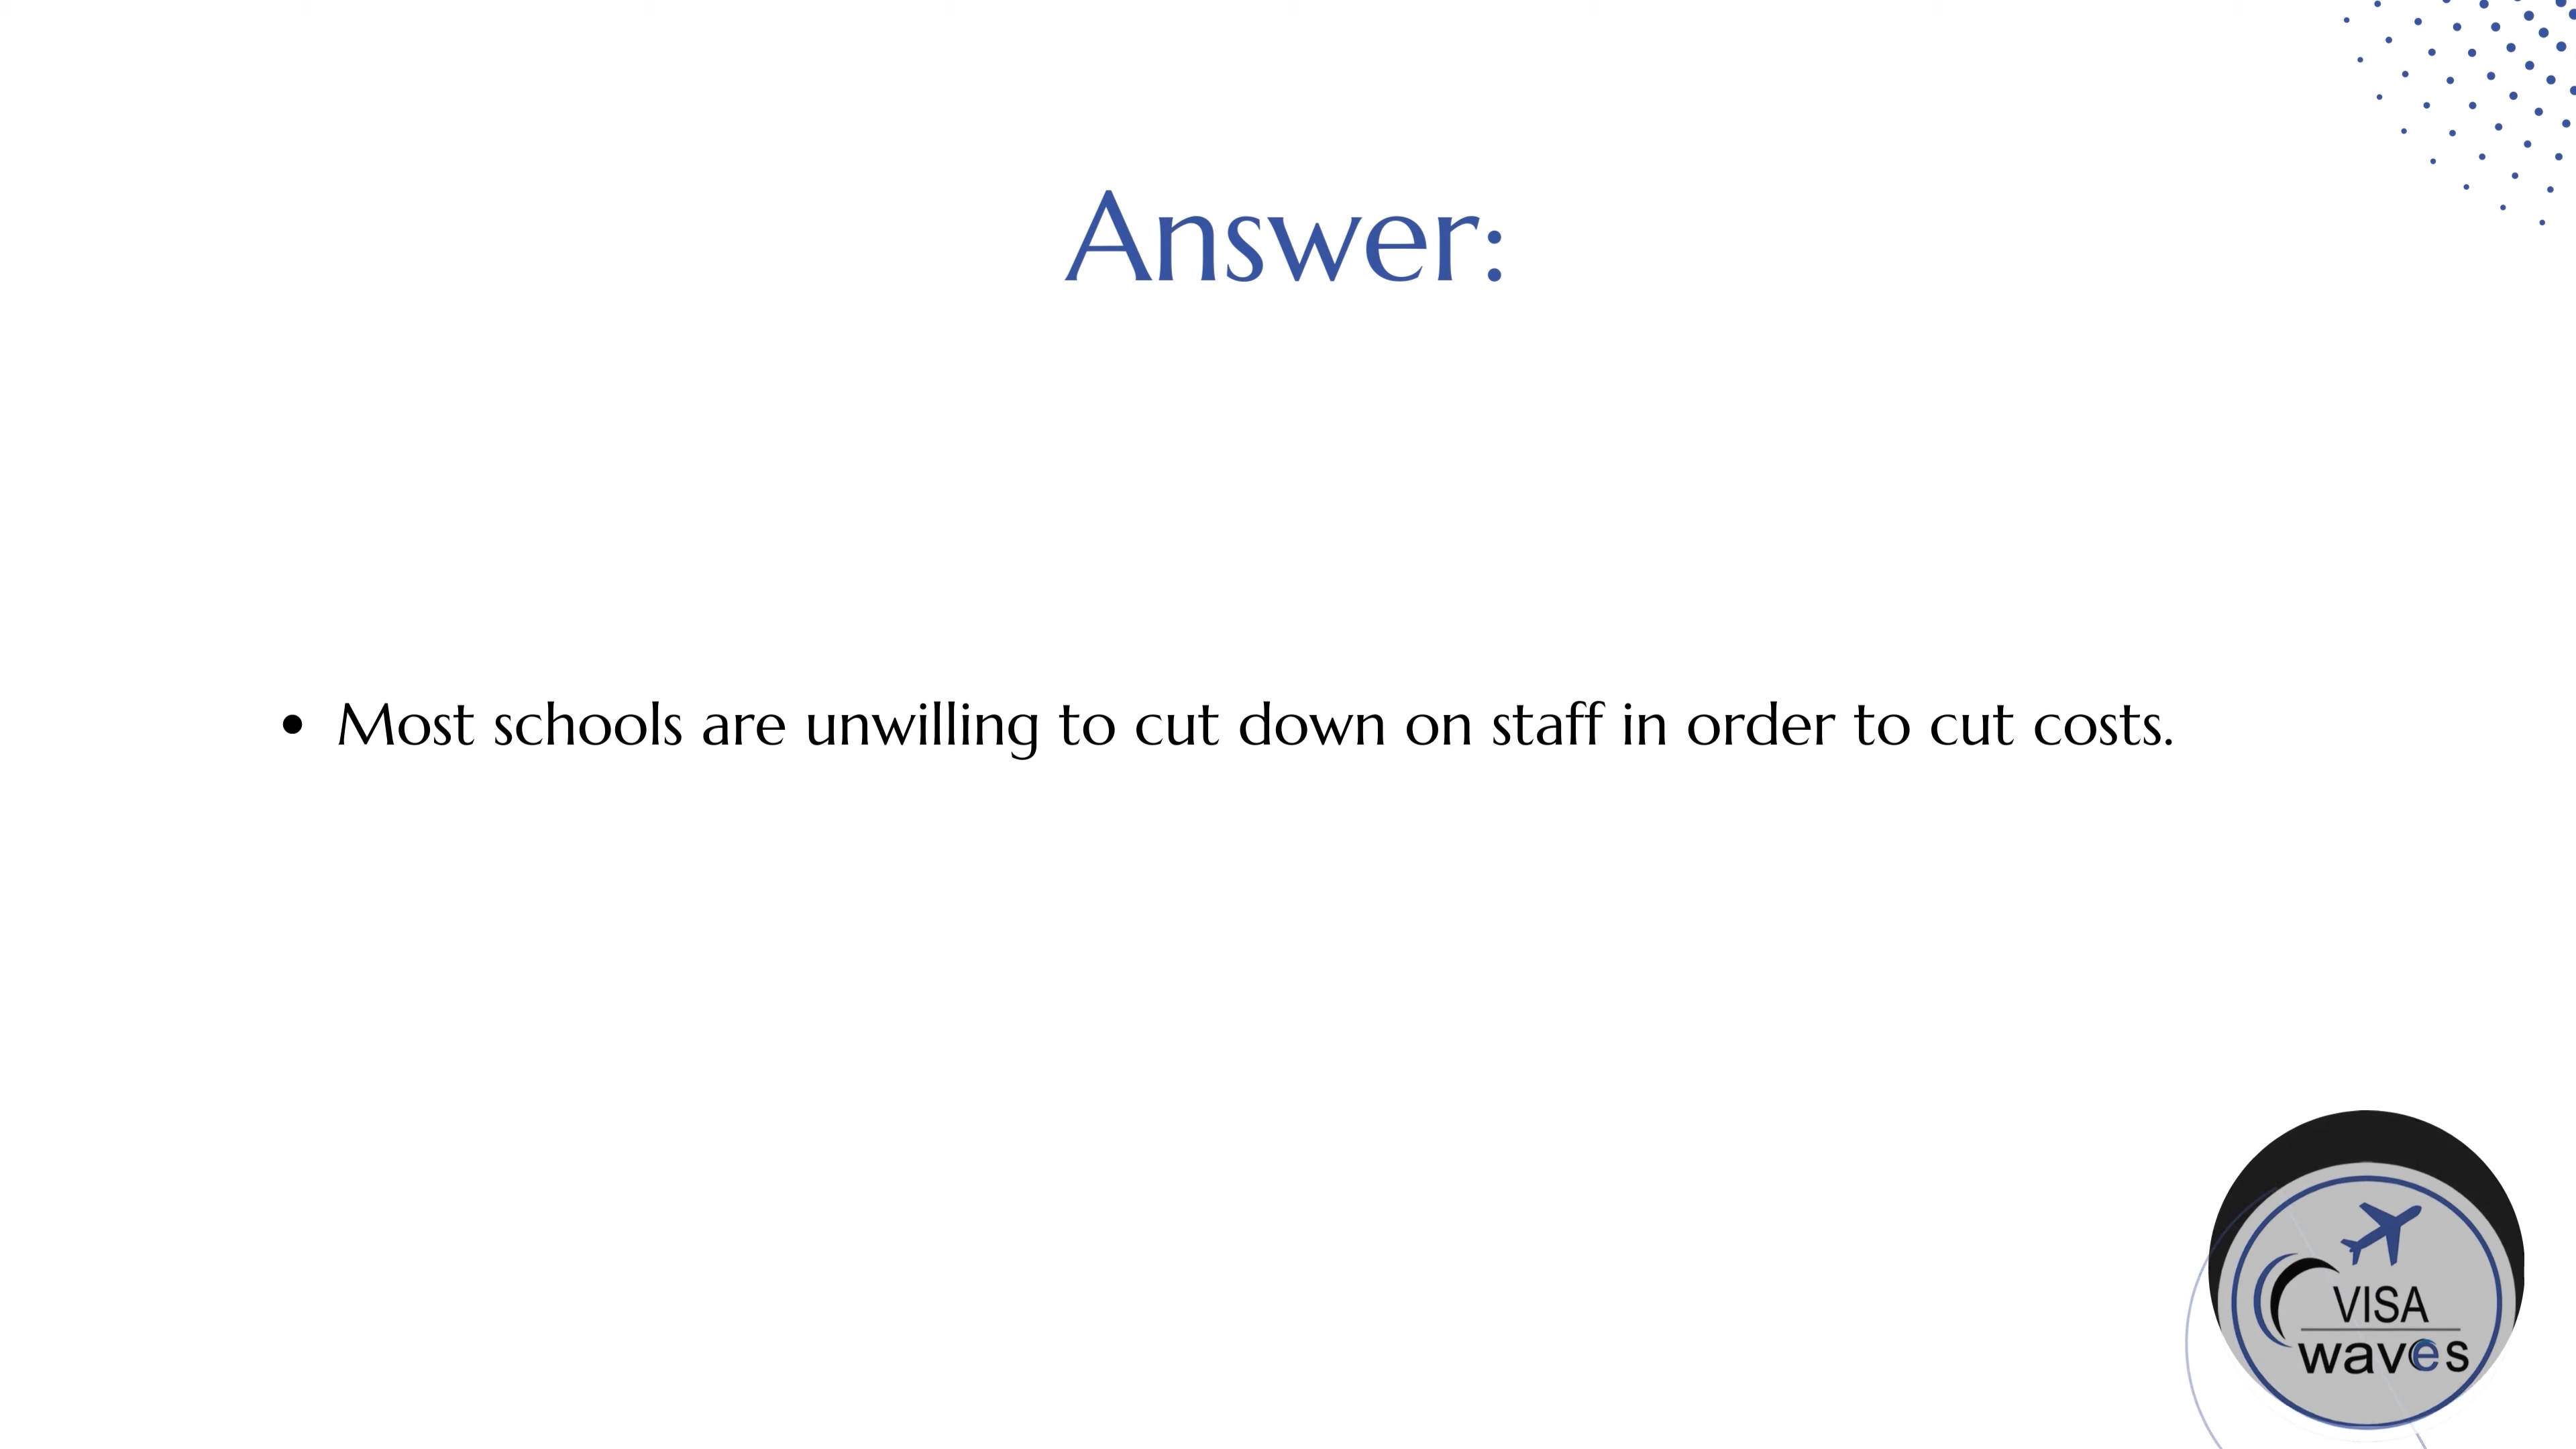 Answer:
• Most schools are unwilling to cut down on staff in order to cut costs.
VISA
waves